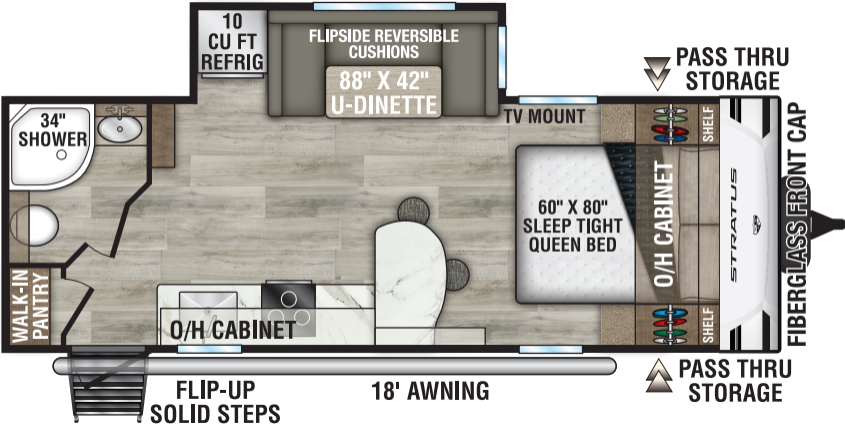 10
CU FT
REFRIG
FLIPSIDE REVERSIBLE
CUSHIONS
88" X 42"
U-DINETTE
PASS THRU
STORAGE
TV MOUNT
34"
SHOWER
SHELF
60" X 80"
SLEEP TIGHT
QUEEN BED
O/H CABINET
STRATUS
FIBERGLASS FRONT CAP
WALK-IN
PANTRY
O/H CABINET
SHELF
FLIP-UP
SOLID STEPS
18' AWNING
PASS THRU
STORAGE